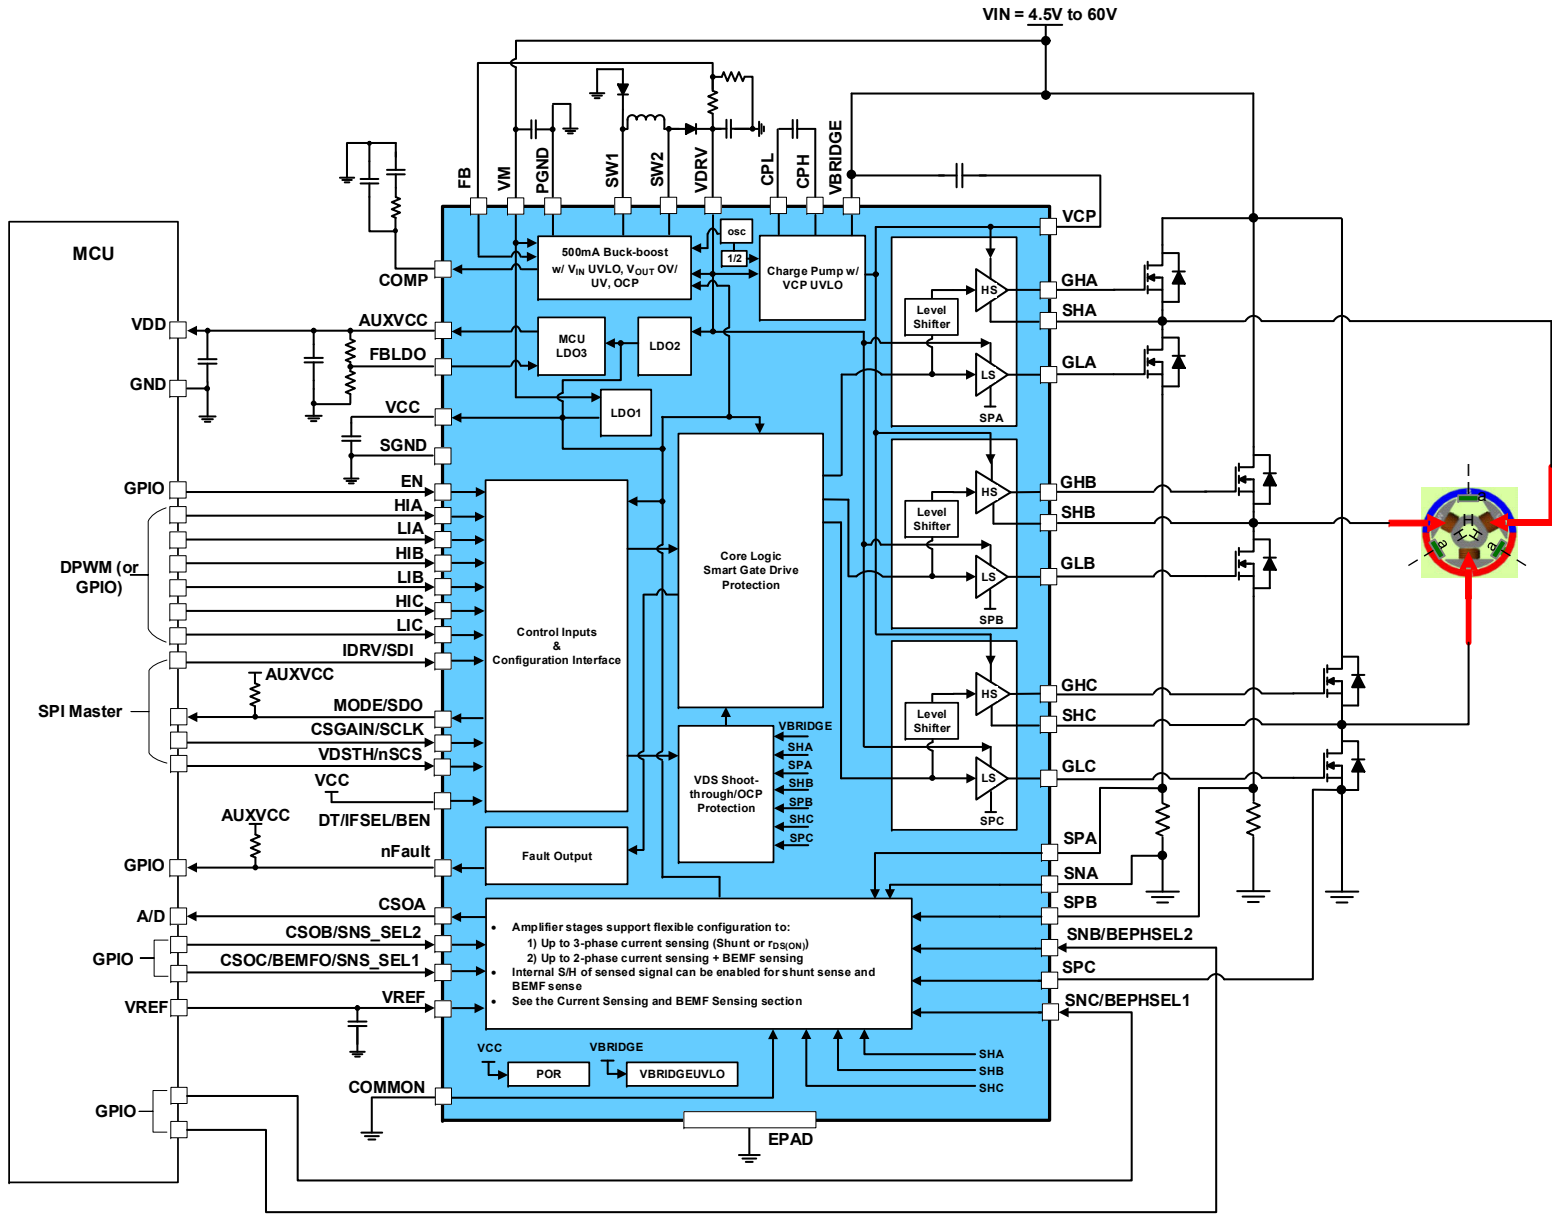 VIN = 4.5V to 60V
FB
VM
PGND
SW1
SW2
VDRV
CPL
CPH
VBRIDGE
VCP
MCU
COMP
500mA Buck-boost
w/ VIN UVLO, VOUT OV/
UV, OCP
osc
1/2
Charge Pump w/
VCP UVLO
HS
Level
Shifter
LS
SPA
GHA
SHA
GLA
VDD
AUXVCC
MCU
LDO3
LDO2
FBLDO
GND
VCC
LDO1
SGND
GPIO
EN
HIA
LIA
HIB
LIB
HIC
LIC
DPWM (or
GPIO)
IDRV/SDI
AUXVCC
MODE/SDO
SPI Master
CSGAIN/SCLK
VDSTH/nSCS
VCC
DT/IFSEL/BEN
AUXVCC
nFault
GPIO
Control Inputs
&
Configuration Interface
Core Logic
Smart Gate Drive
Protection
HS
Level
Shifter
LS
SPB
GHB
SHB
GLB
a
H
H
H
a
a
HS
Level
Shifter
LS
SPC
GHC
SHC
GLC
VDS Shoot-
through/OCP
Protection
VBRIDGE
SHA
SPA
SHB
SPB
SHC
SPC
Fault Output
SPA
SNA
SPB
SNB/BEPHSEL2
SPC
SNC/BEPHSEL1
A/D
CSOA
CSOB/SNS_SEL2
GPIO
CSOC/BEMFO/SNS_SEL1
VREF
VREF
• Amplifier stages support flexible configuration to:
1) Up to 3-phase current sensing (Shunt or rDS(ON))
2) Up to 2-phase current sensing + BEMF sensing
• Internal S/H of sensed signal can be enabled for shunt sense and
BEMF sense
• See the Current Sensing and BEMF Sensing section
VCC
POR
VBRIDGE
VBRIDGEUVLO
SHA
SHB
SHC
COMMON
GPIO
EPAD